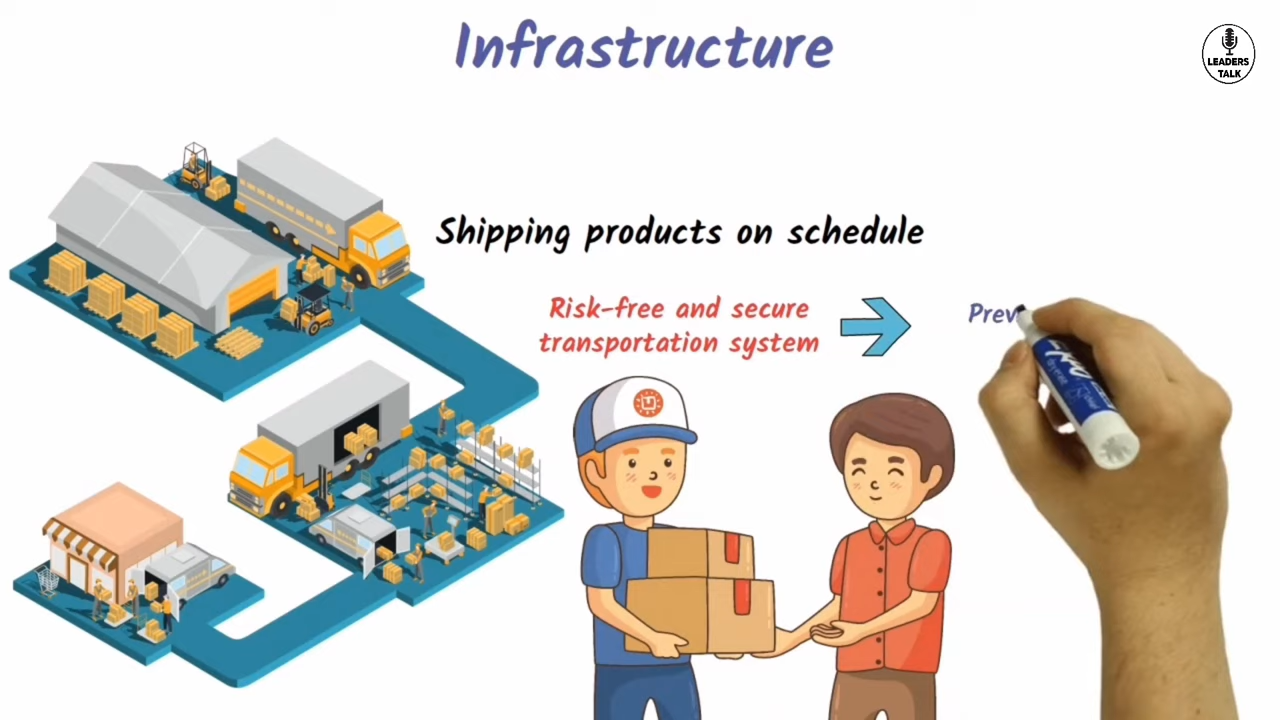 Infrastructure
LEADERS
TALK
Shipping products on schedule
Risk-free and secure
transportation system
Prev